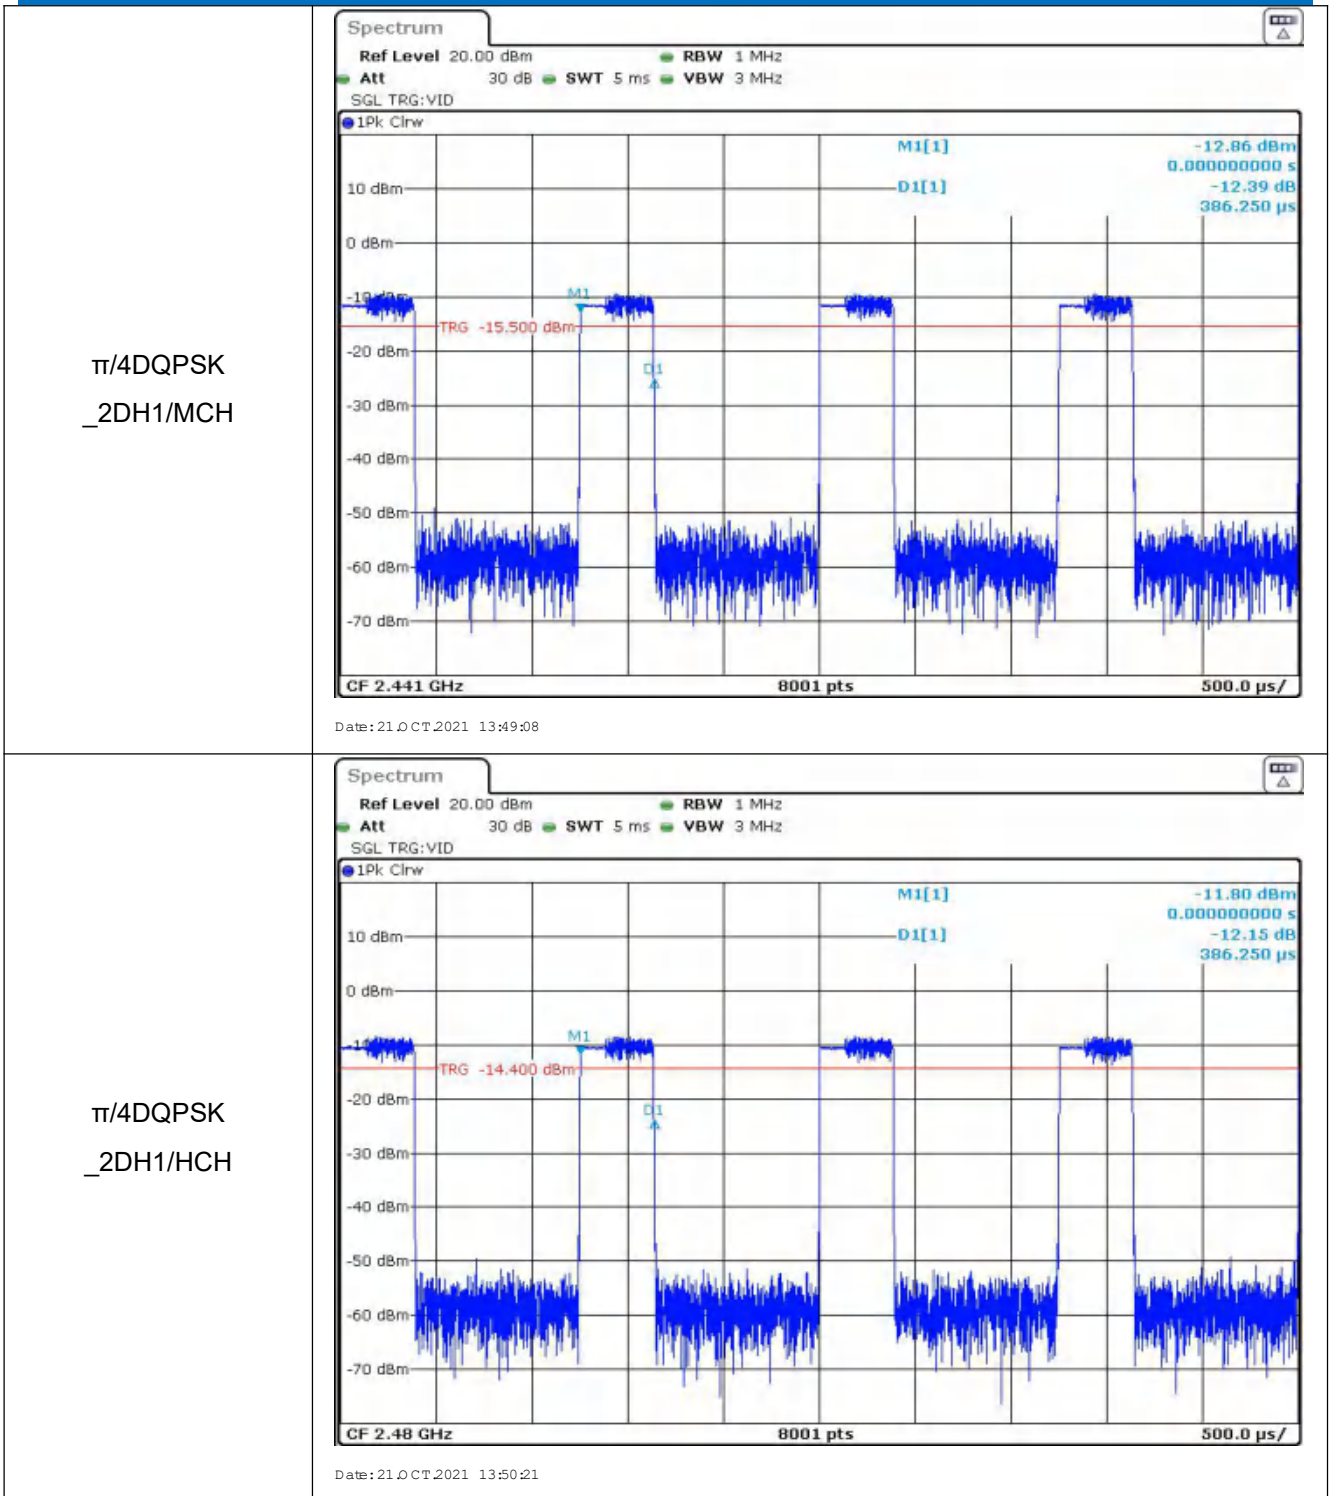 π/4DQPSK
_2DH1/MCH
Spectrum
Ref Level 20.00 dBm RBW 1 MHz
Att 30 dB SWT 5 ms VBW 3 MHz
SGL TRG:VID
1Pk Clrw
M1[1] -12.86 dBm
0.000000000 s
D1[1] -12.39 dB
386.250 µs
10 dBm
0 dBm
-10 dBm
M1
TRG -15.500 dBm
-20 dBm
D1
-30 dBm
-40 dBm
-50 dBm
-60 dBm
-70 dBm
CF 2.441 GHz 8001 pts 500.0 µs/
Date: 21.OCT.2021 13:49:08
π/4DQPSK
_2DH1/HCH
Spectrum
Ref Level 20.00 dBm RBW 1 MHz
Att 30 dB SWT 5 ms VBW 3 MHz
SGL TRG:VID
1Pk Clrw
M1[1] -11.80 dBm
0.000000000 s
D1[1] -12.15 dB
386.250 µs
10 dBm
0 dBm
M1
TRG -14.400 dBm
-20 dBm
D1
-30 dBm
-40 dBm
-50 dBm
-60 dBm
-70 dBm
CF 2.48 GHz 8001 pts 500.0 µs/
Date: 21.OCT.2021 13:50:21